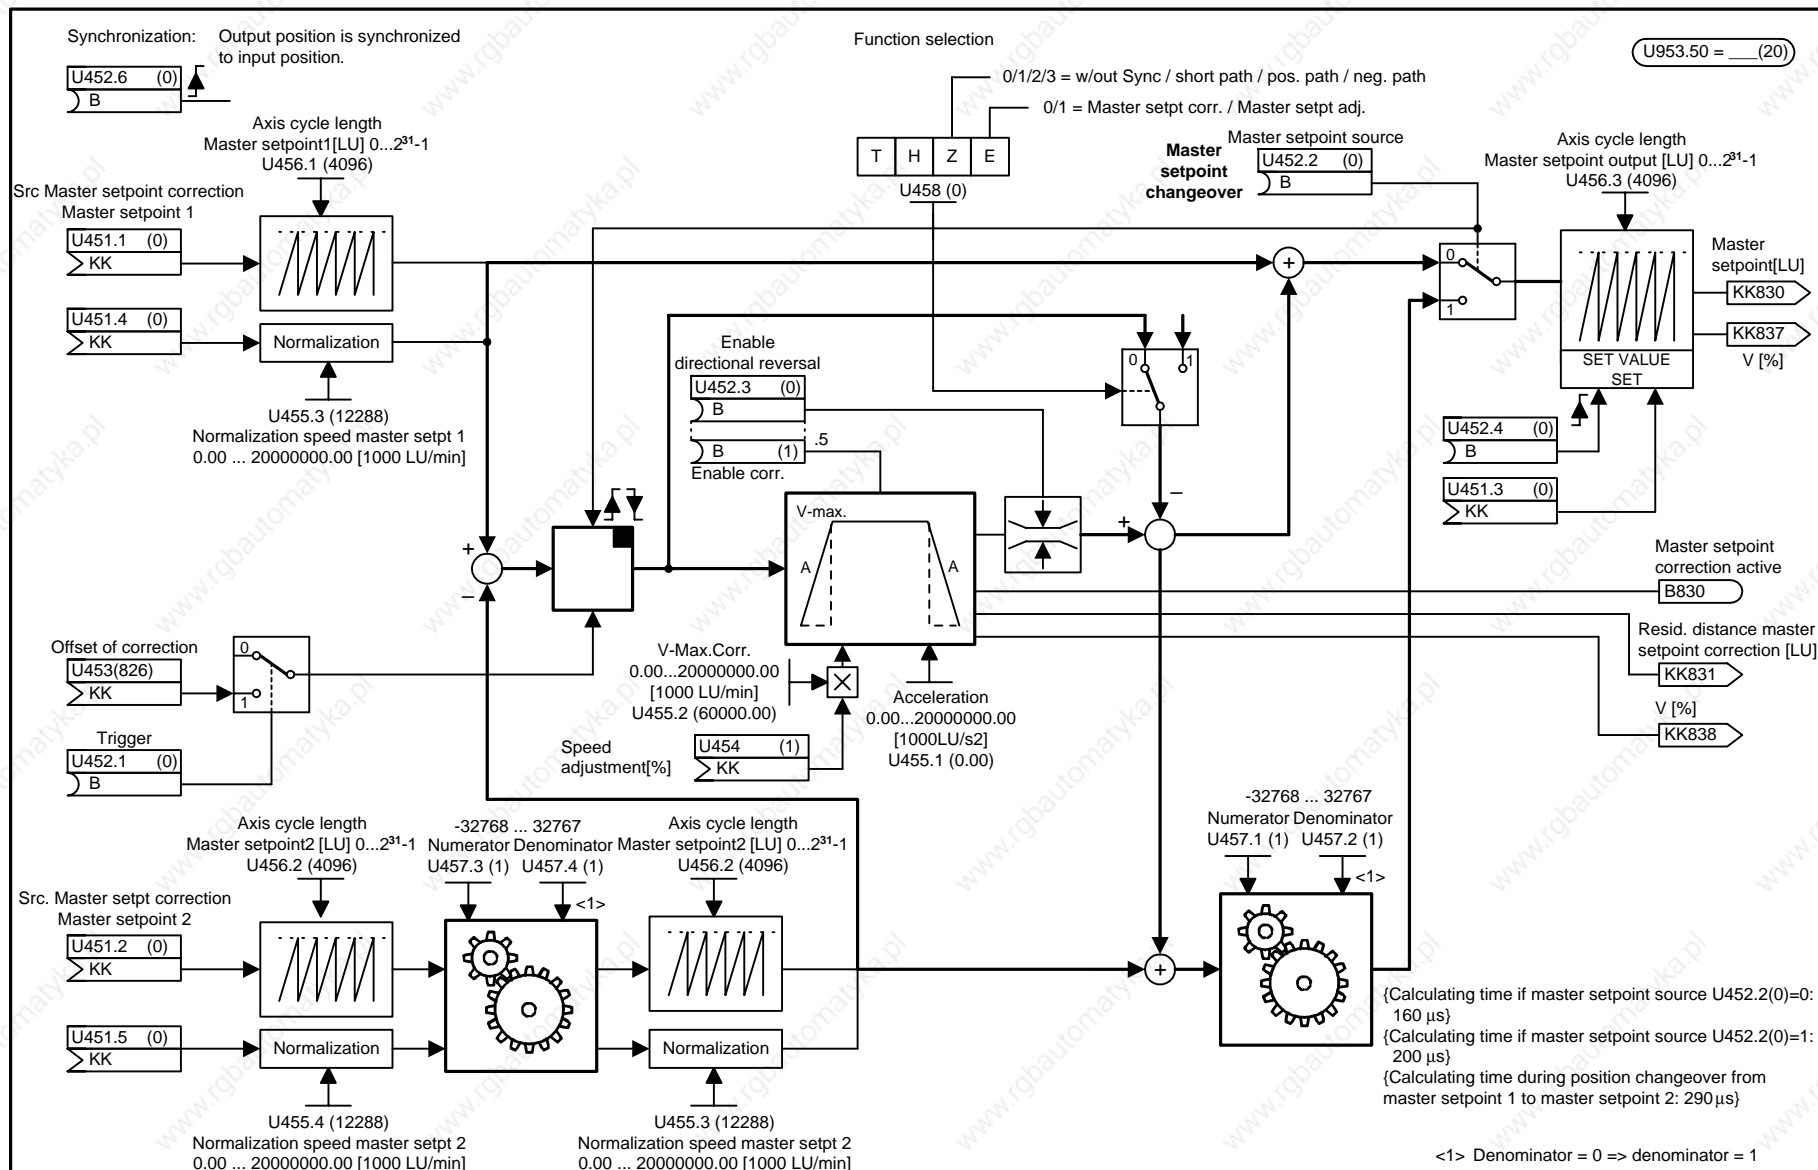 Synchronization: Output position is synchronized
to input position.
U452.6 (0)
B
Function selection
0/1/2/3 = w/out Sync / short path / pos. path / neg. path
0/1 = Master setpt corr. / Master setpt adj.
T H Z E
U458 (0)
U953.50 = ___(20)
Master setpoint source
U452.2 (0)
B
Master
setpoint
changeover
Axis cycle length
Master setpoint output [LU] 0...2³¹-1
U456.3 (4096)
Axis cycle length
Master setpoint1[LU] 0...2³¹-1
U456.1 (4096)
Src Master setpoint correction
Master setpoint 1
U451.1 (0)
KK
U451.4 (0)
KK
Normalization
U455.3 (12288)
Normalization speed master setpt 1
0.00 ... 20000000.00 [1000 LU/min]
Enable
directional reversal
U452.3 (0)
B
B (1) .5
Enable corr.
0 1
+
0
1
Master
setpoint[LU]
KK830
KK837
V [%]
SET VALUE
SET
U452.4 (0)
B
U451.3 (0)
KK
+
–
V-max.
A A
+
–
Master setpoint
correction active
B830
Resid. distance master
setpoint correction [LU]
KK831
V [%]
KK838
Offset of correction
U453(826)
KK
0
1
Trigger
U452.1 (0)
B
V-Max.Corr.
0.00...20000000.00
[1000 LU/min]
U455.2 (60000.00)
Speed
adjustment[%]
U454 (1)
KK
Acceleration
0.00...20000000.00
[1000LU/s2]
U455.1 (0.00)
Axis cycle length
Master setpoint2 [LU] 0...2³¹-1
U456.2 (4096)
-32768 ... 32767
Numerator Denominator
U457.3 (1) U457.4 (1)
<1>
Axis cycle length
Master setpoint2 [LU] 0...2³¹-1
U456.2 (4096)
-32768 ... 32767
Numerator Denominator
U457.1 (1) U457.2 (1)
<1>
Src. Master setpt correction
Master setpoint 2
U451.2 (0)
KK
U451.5 (0)
KK
Normalization
Normalization
+
U455.4 (12288)
Normalization speed master setpt 2
0.00 ... 20000000.00 [1000 LU/min]
U455.3 (12288)
Normalization speed master setpt 2
0.00 ... 20000000.00 [1000 LU/min]
{Calculating time if master setpoint source U452.2(0)=0:
160 µs}
{Calculating time if master setpoint source U452.2(0)=1:
200 µs}
{Calculating time during position changeover from
master setpoint 1 to master setpoint 2: 290 µs}
<1> Denominator = 0 => denominator = 1
www.rgbautomatyka.pl